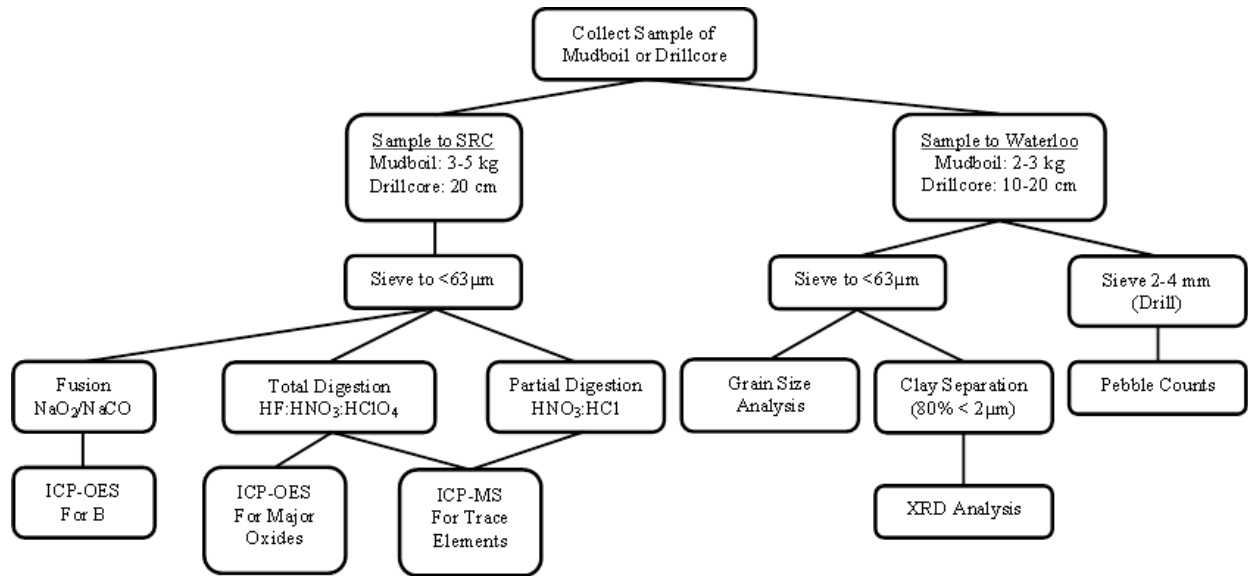 Collect Sample of
Mudboil or Drillcore
Sample to SRC
Mudboil: 3-5 kg
Drillcore: 20 cm
Sample to Waterloo
Mudboil: 2-3 kg
Drillcore: 10-20 cm
Sieve to <63μm
Sieve to <63μm
Sieve 2-4 mm
(Drill)
Fusion
NaO₂/NaCO
Total Digestion
HF:HNO₃:HClO₄
Partial Digestion
HNO₃:HCl
Grain Size
Analysis
Clay Separation
(80% < 2μm)
Pebble Counts
ICP-OES
For B
ICP-OES
For Major
Oxides
ICP-MS
For Trace
Elements
XRD Analysis